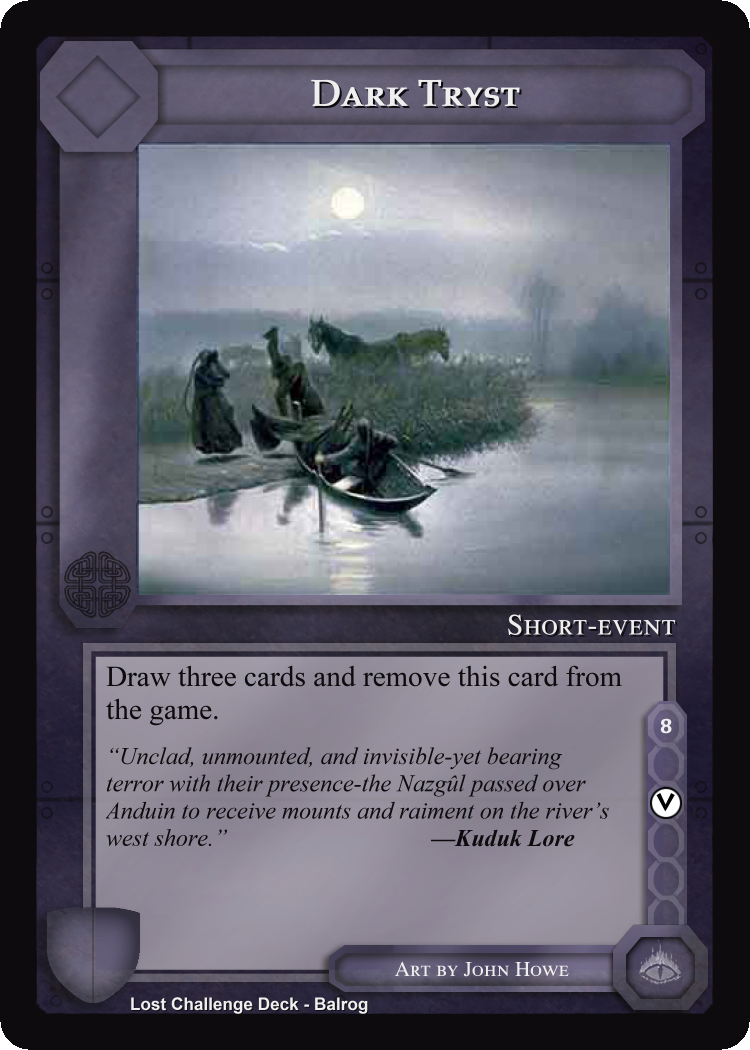 Dark Tryst
Short-event
Draw three cards and remove this card from
the game.
“Unclad, unmounted, and invisible-yet bearing
terror with their presence-the Nazgûl passed over
Anduin to receive mounts and raiment on the river’s
west shore.” —Kuduk Lore
8
V
Art by John Howe
Lost Challenge Deck - Balrog